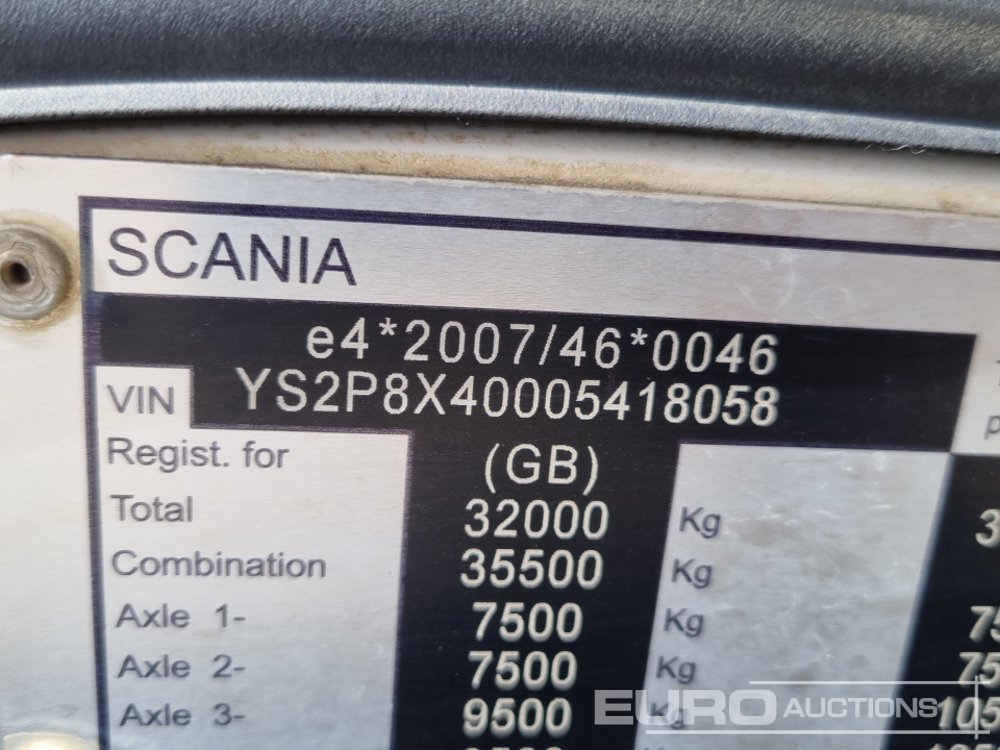 SCANIA
e4*2007/46*0046
VIN YS2P8X40005418058
Regist. for (GB)
Total 32000 Kg
Combination 35500 Kg
Axle 1- 7500 Kg
Axle 2- 7500 Kg
Axle 3- 9500 Kg
EURO AUCTIONS